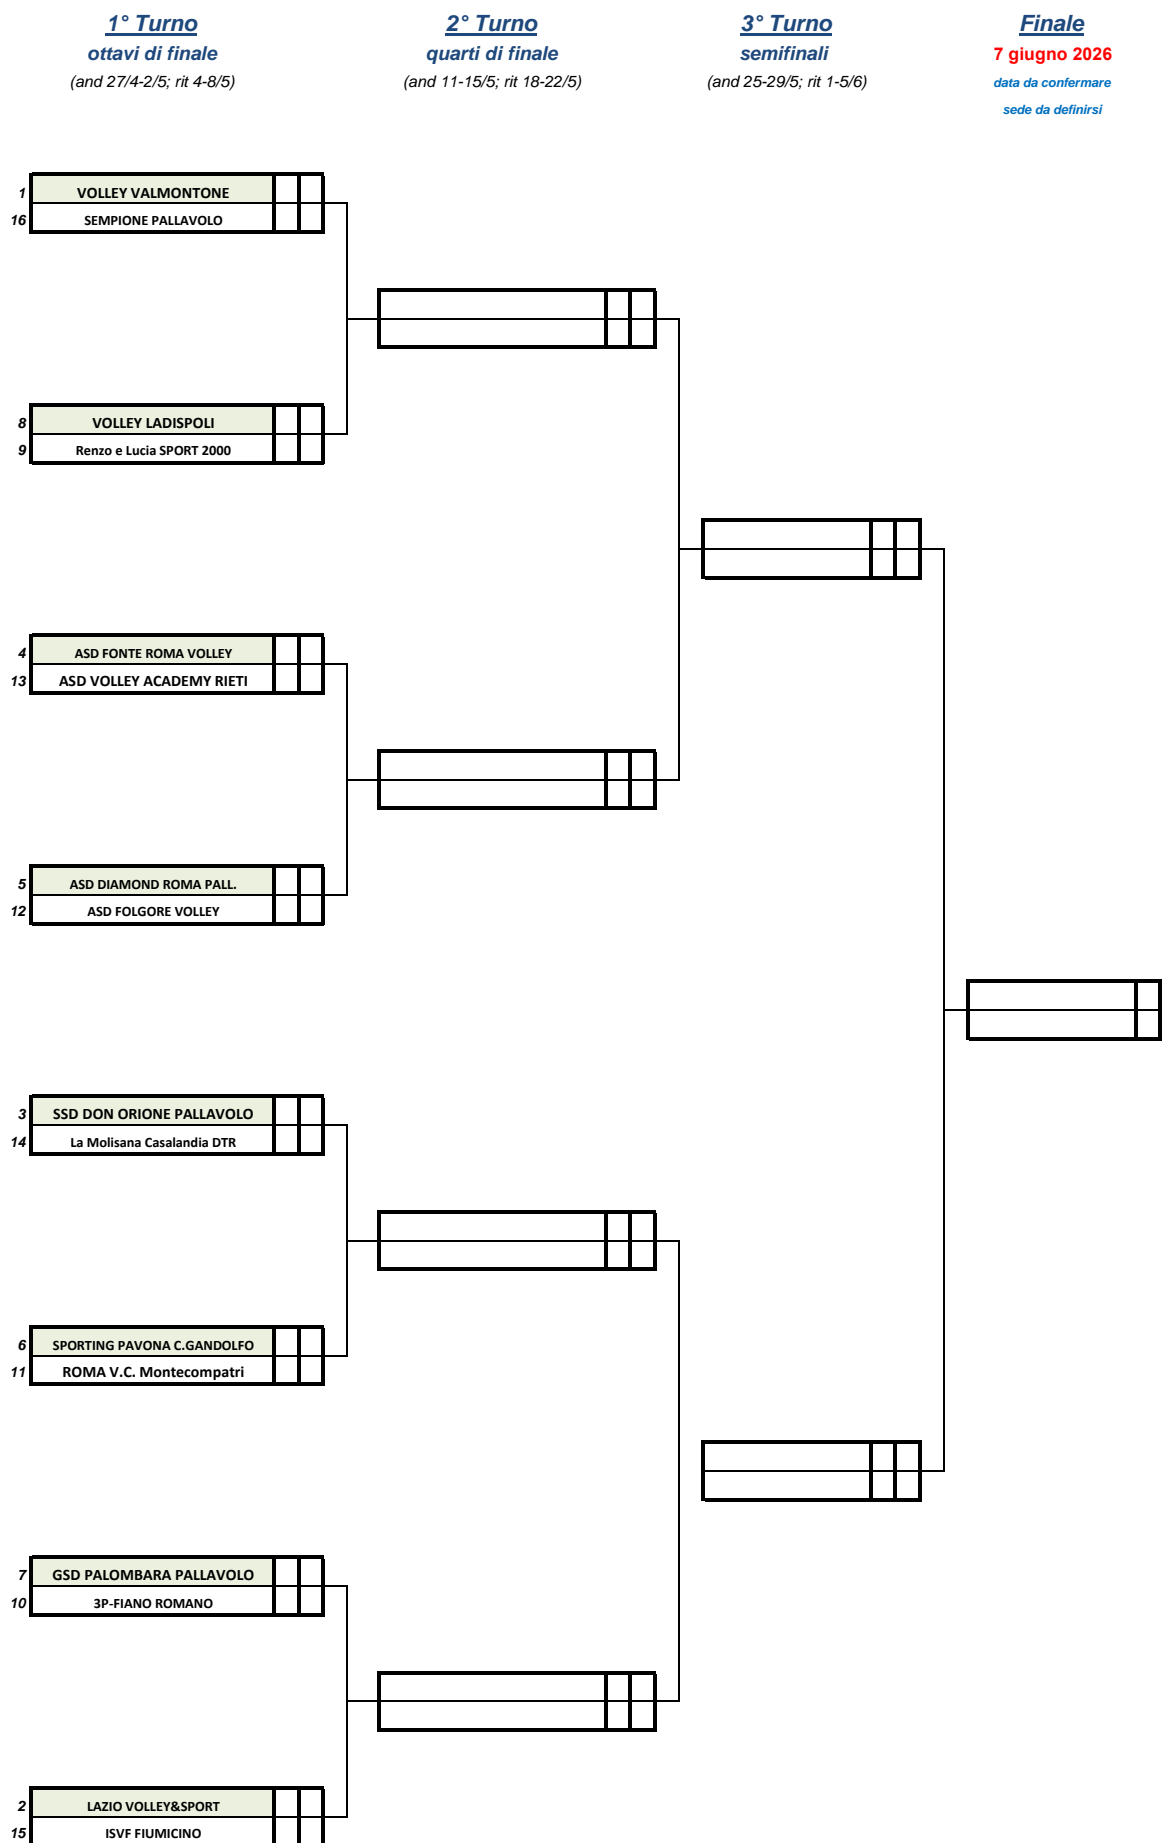 1° Turno 2° Turno 3° Turno Finale
ottavi di finale quarti di finale semifinali 7 giugno 2026
(and 27/4-2/5; rit 4-8/5) (and 11-15/5; rit 18-22/5) (and 25-29/5; rit 1-5/6) data da confermare
sede da definirsi
1 VOLLEY VALMONTONE
16 SEMPIONE PALLAVOLO
8 VOLLEY LADISPOLI
9 Renzo e Lucia SPORT 2000
4 ASD FONTE ROMA VOLLEY
13 ASD VOLLEY ACADEMY RIETI
5 ASD DIAMOND ROMA PALL.
12 ASD FOLGORE VOLLEY
3 SSD DON ORIONE PALLAVOLO
14 La Molisana Casalandia DTR
6 SPORTING PAVONA C.GANDOLFO
11 ROMA V.C. Montecompatri
7 GSD PALOMBARA PALLAVOLO
10 3P-FIANO ROMANO
2 LAZIO VOLLEY&SPORT
15 ISVF FIUMICINO